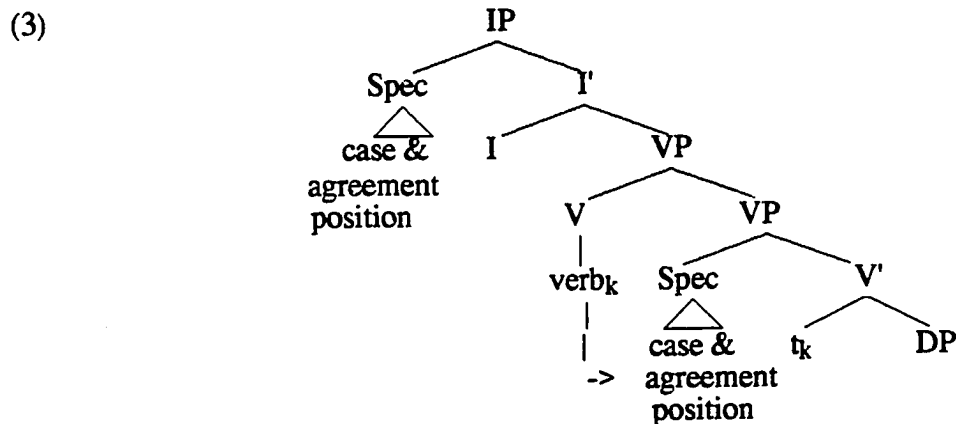 (3) IP
Spec I'
case & I VP
agreement
position V VP
verbk Spec V'
case & tk DP
-> agreement
position